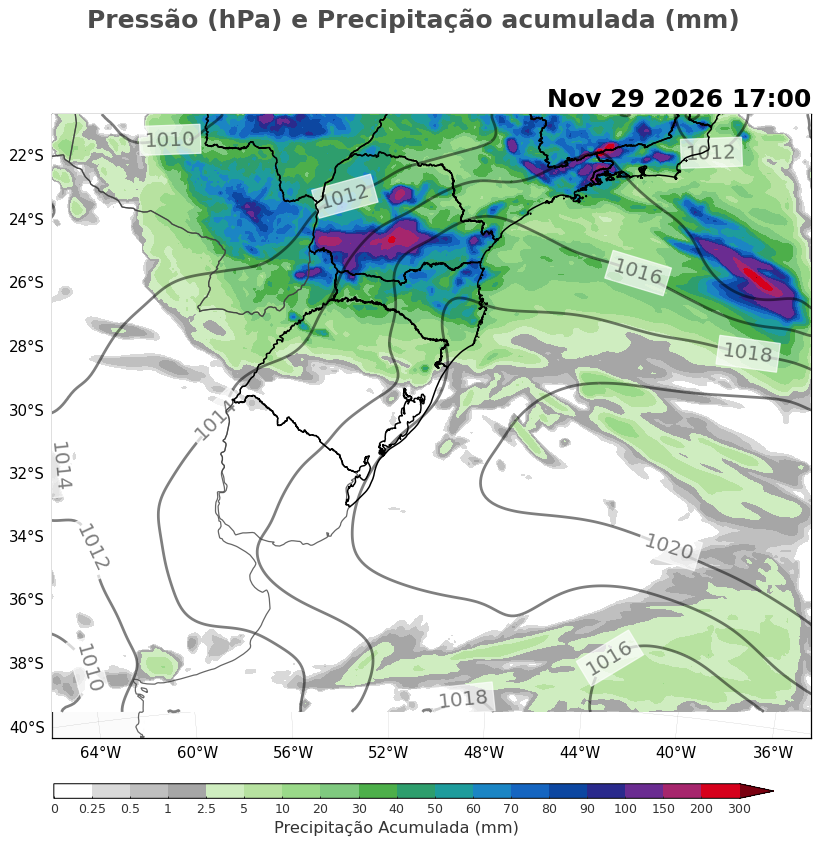 Pressão (hPa) e Precipitação acumulada (mm)
Nov 29 2026 17:00
1010
1012
1012
22°S
24°S
1016
26°S
28°S
1018
30°S
1014
1014
32°S
34°S
1012
1020
36°S
38°S
1010
1016
1018
40°S
64°W 60°W 56°W 52°W 48°W 44°W 40°W 36°W
0 0.25 0.5 1 2.5 5 10 20 30 40 50 60 70 80 90 100 150 200 300
Precipitação Acumulada (mm)